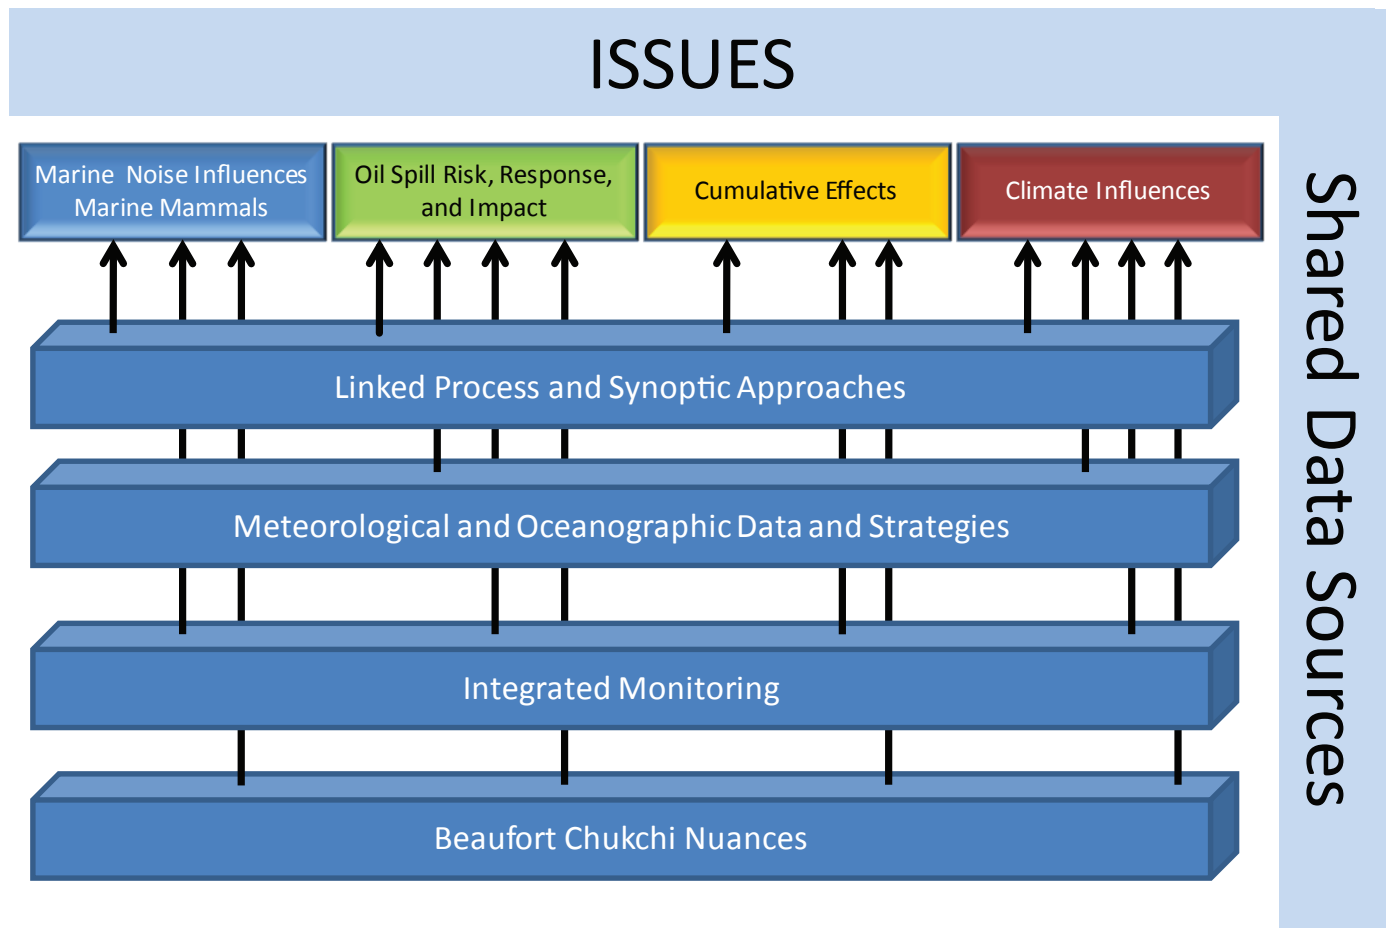 ISSUES
Marine Noise Influences
Marine Mammals
Oil Spill Risk, Response,
and Impact
Cumulative Effects
Climate Influences
Linked Process and Synoptic Approaches
Meteorological and Oceanographic Data and Strategies
Integrated Monitoring
Beaufort Chukchi Nuances
Shared Data Sources